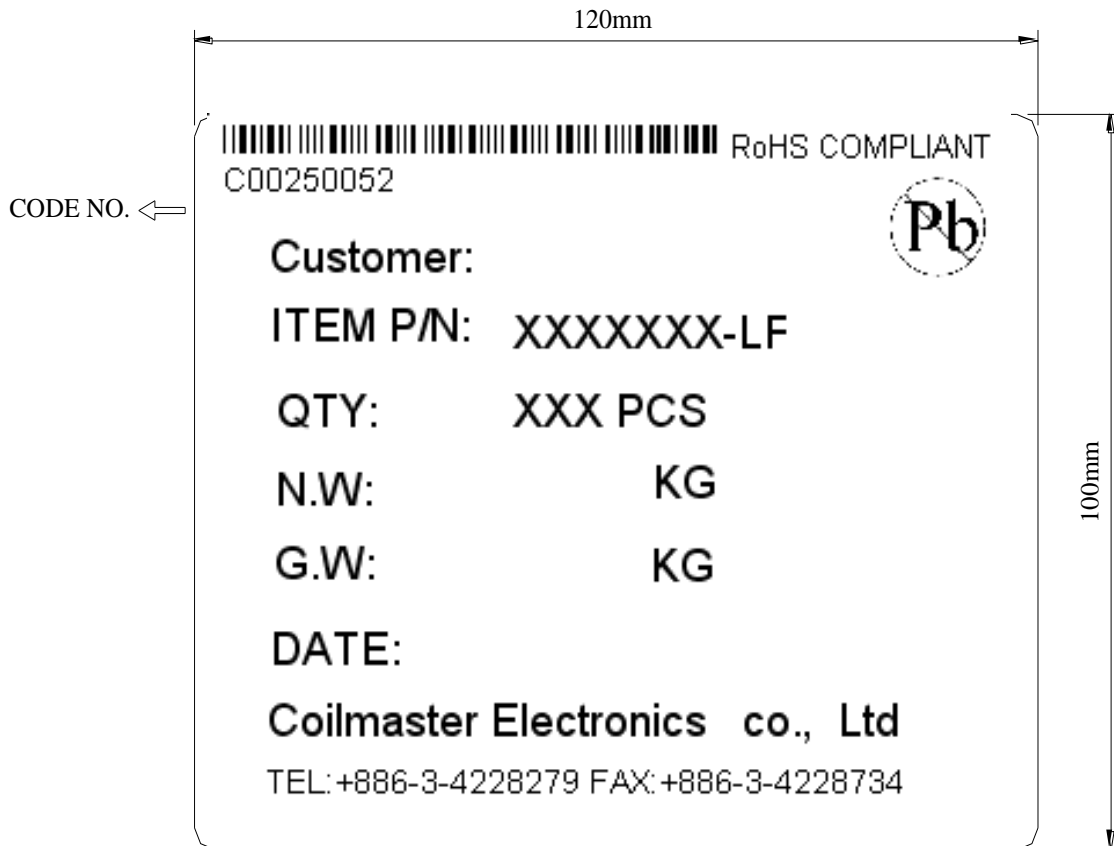 120mm
RoHS COMPLIANT
C00250052
CODE NO.
Pb
Customer:
ITEM P/N: XXXXXXX-LF
QTY: XXX PCS
N.W: KG
G.W: KG
100mm
DATE:
Coilmaster Electronics co., Ltd
TEL:+886-3-4228279 FAX:+886-3-4228734